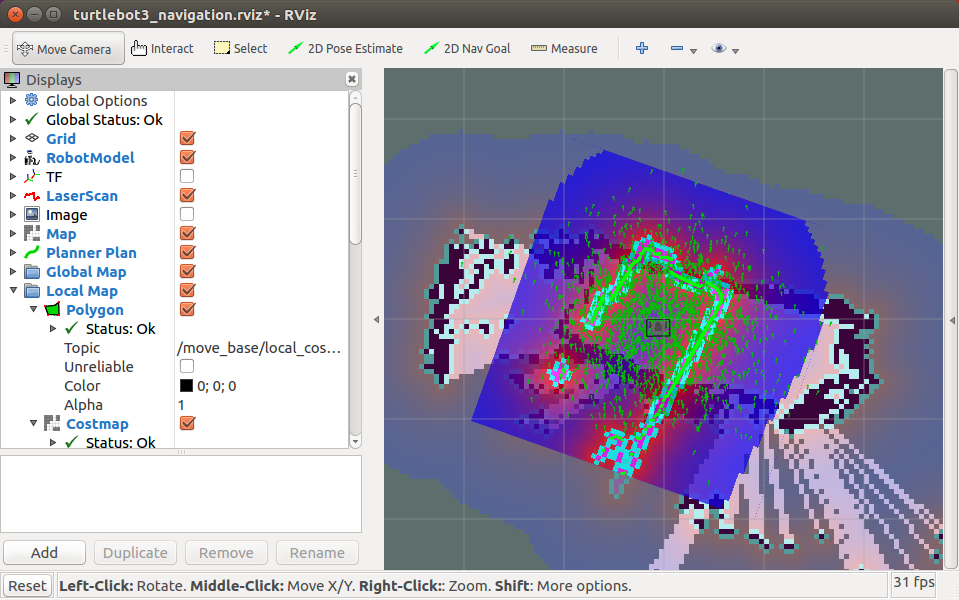 turtlebot3_navigation.rviz* - RViz
Move Camera Interact Select 2D Pose Estimate 2D Nav Goal Measure
Displays
Global Options
Global Status: Ok
Grid
RobotModel
TF
LaserScan
Image
Map
Planner Plan
Global Map
Local Map
Polygon
Status: Ok
Topic /move_base/local_cos...
Unreliable
Color 0; 0; 0
Alpha 1
Costmap
Status: Ok
Add Duplicate Remove Rename
Reset Left-Click: Rotate. Middle-Click: Move X/Y. Right-Click:: Zoom. Shift: More options. 31 fps